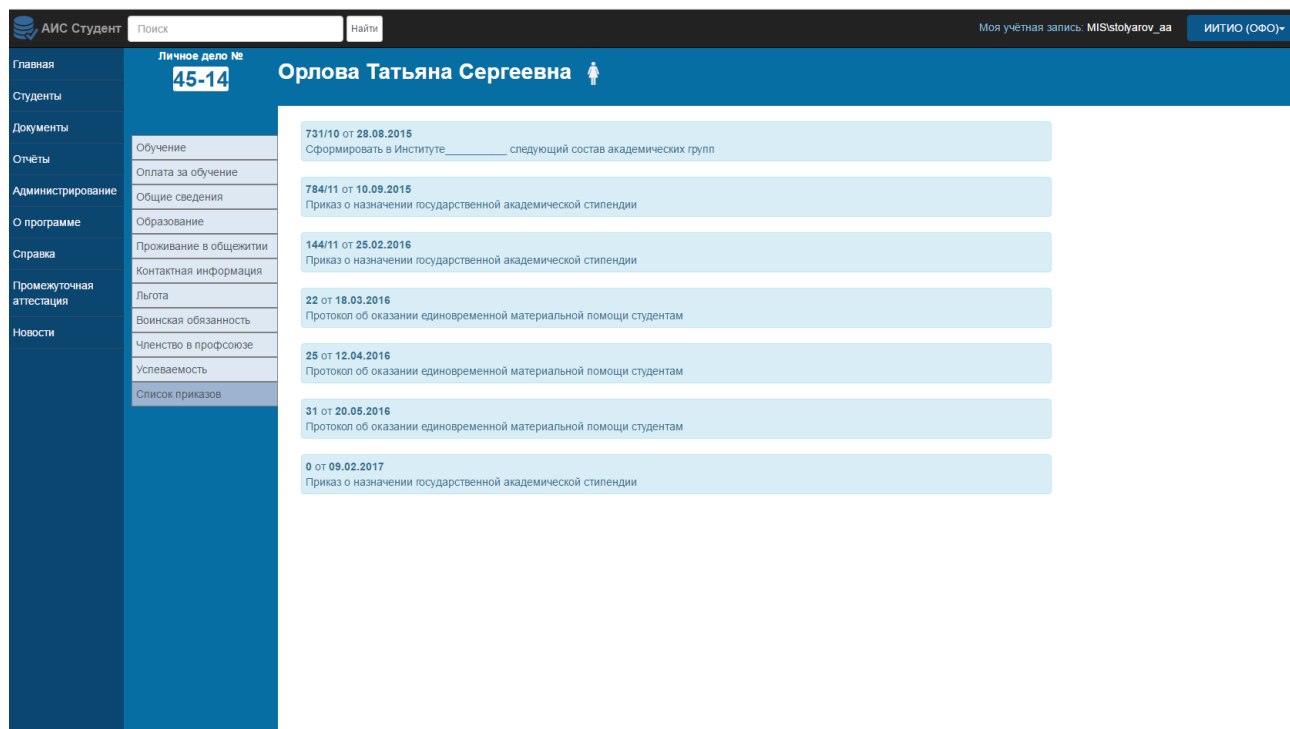 АИС Студент
Поиск
Найти
Моя учётная запись: MIS\stolyarov_aa
ИИТИО (ОФО)
Главная
Студенты
Документы
Отчёты
Администрирование
О программе
Справка
Промежуточная
аттестация
Новости
Личное дело №
45-14
Обучение
Оплата за обучение
Общие сведения
Образование
Проживание в общежитии
Контактная информация
Льгота
Воинская обязанность
Членство в профсоюзе
Успеваемость
Список приказов
Орлова Татьяна Сергеевна
731/10 от 28.08.2015
Сформировать в Институте___________ следующий состав академических групп
784/11 от 10.09.2015
Приказ о назначении государственной академической стипендии
144/11 от 25.02.2016
Приказ о назначении государственной академической стипендии
22 от 18.03.2016
Протокол об оказании единовременной материальной помощи студентам
25 от 12.04.2016
Протокол об оказании единовременной материальной помощи студентам
31 от 20.05.2016
Протокол об оказании единовременной материальной помощи студентам
0 от 09.02.2017
Приказ о назначении государственной академической стипендии